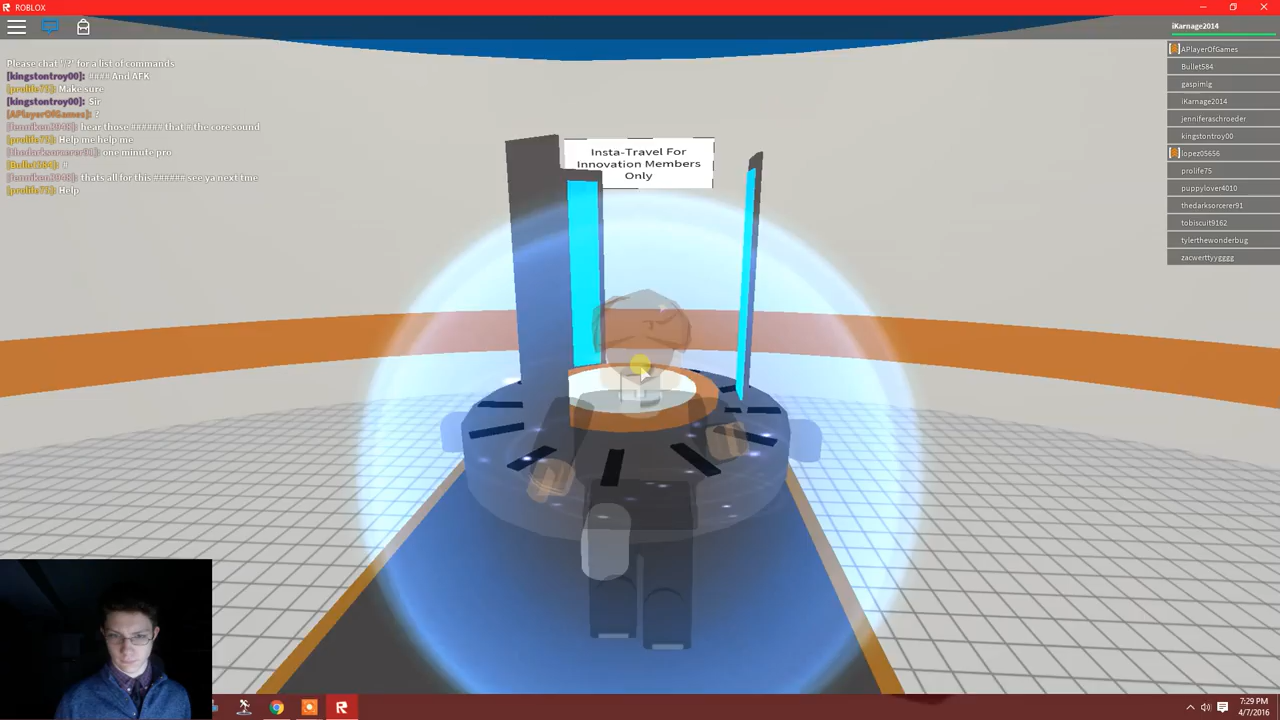 ROBLOX
iKarnage2014
Please chat '/?' for a list of commands
[kingstontroy00]: #### And AFK
[prolife75]: Make sure
[kingstontroy00]: Sir
[APlayerOfGames]: ?
hear those ###### that # the core sound
[prolife75]: Help me help me
[thedarksorcerer91]: one minute pro
[Bullet584]: #
thats all for this ###### see ya next tme
[prolife75]: Help
Insta-Travel For
Innovation Members
Only
APlayerOfGames
Bullet584
gaspimlg
iKarnage2014
jenniferaschroeder
kingstontroy00
lopez05656
prolife75
puppylover4010
thedarksorcerer91
tobiscuit9162
tylerthewonderbug
zacwerttyygggg
7:29 PM
4/7/2016